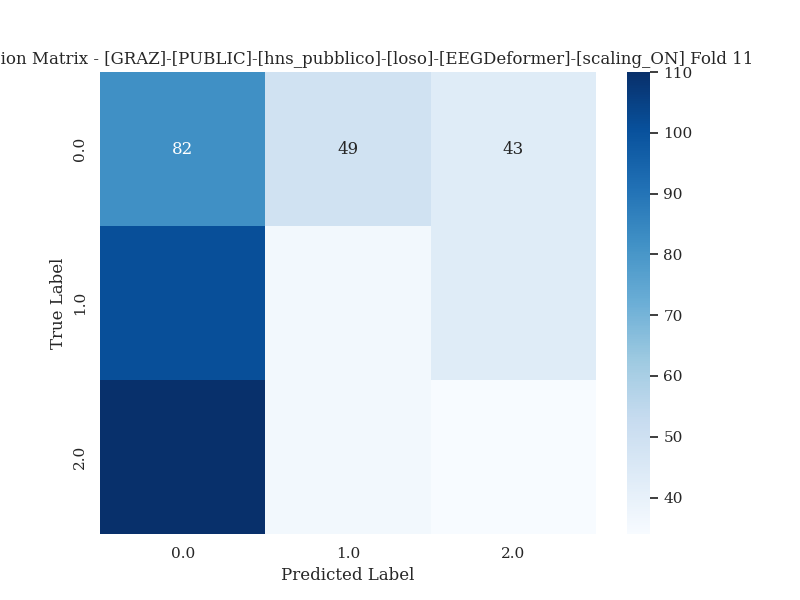 ion Matrix - [GRAZ]-[PUBLIC]-[hns_pubblico]-[loso]-[EEGDeformer]-[scaling_ON] Fold 11
110
100
90
80
70
60
50
40
82 49 43
0.0
1.0
2.0
True Label
0.0 1.0 2.0
Predicted Label